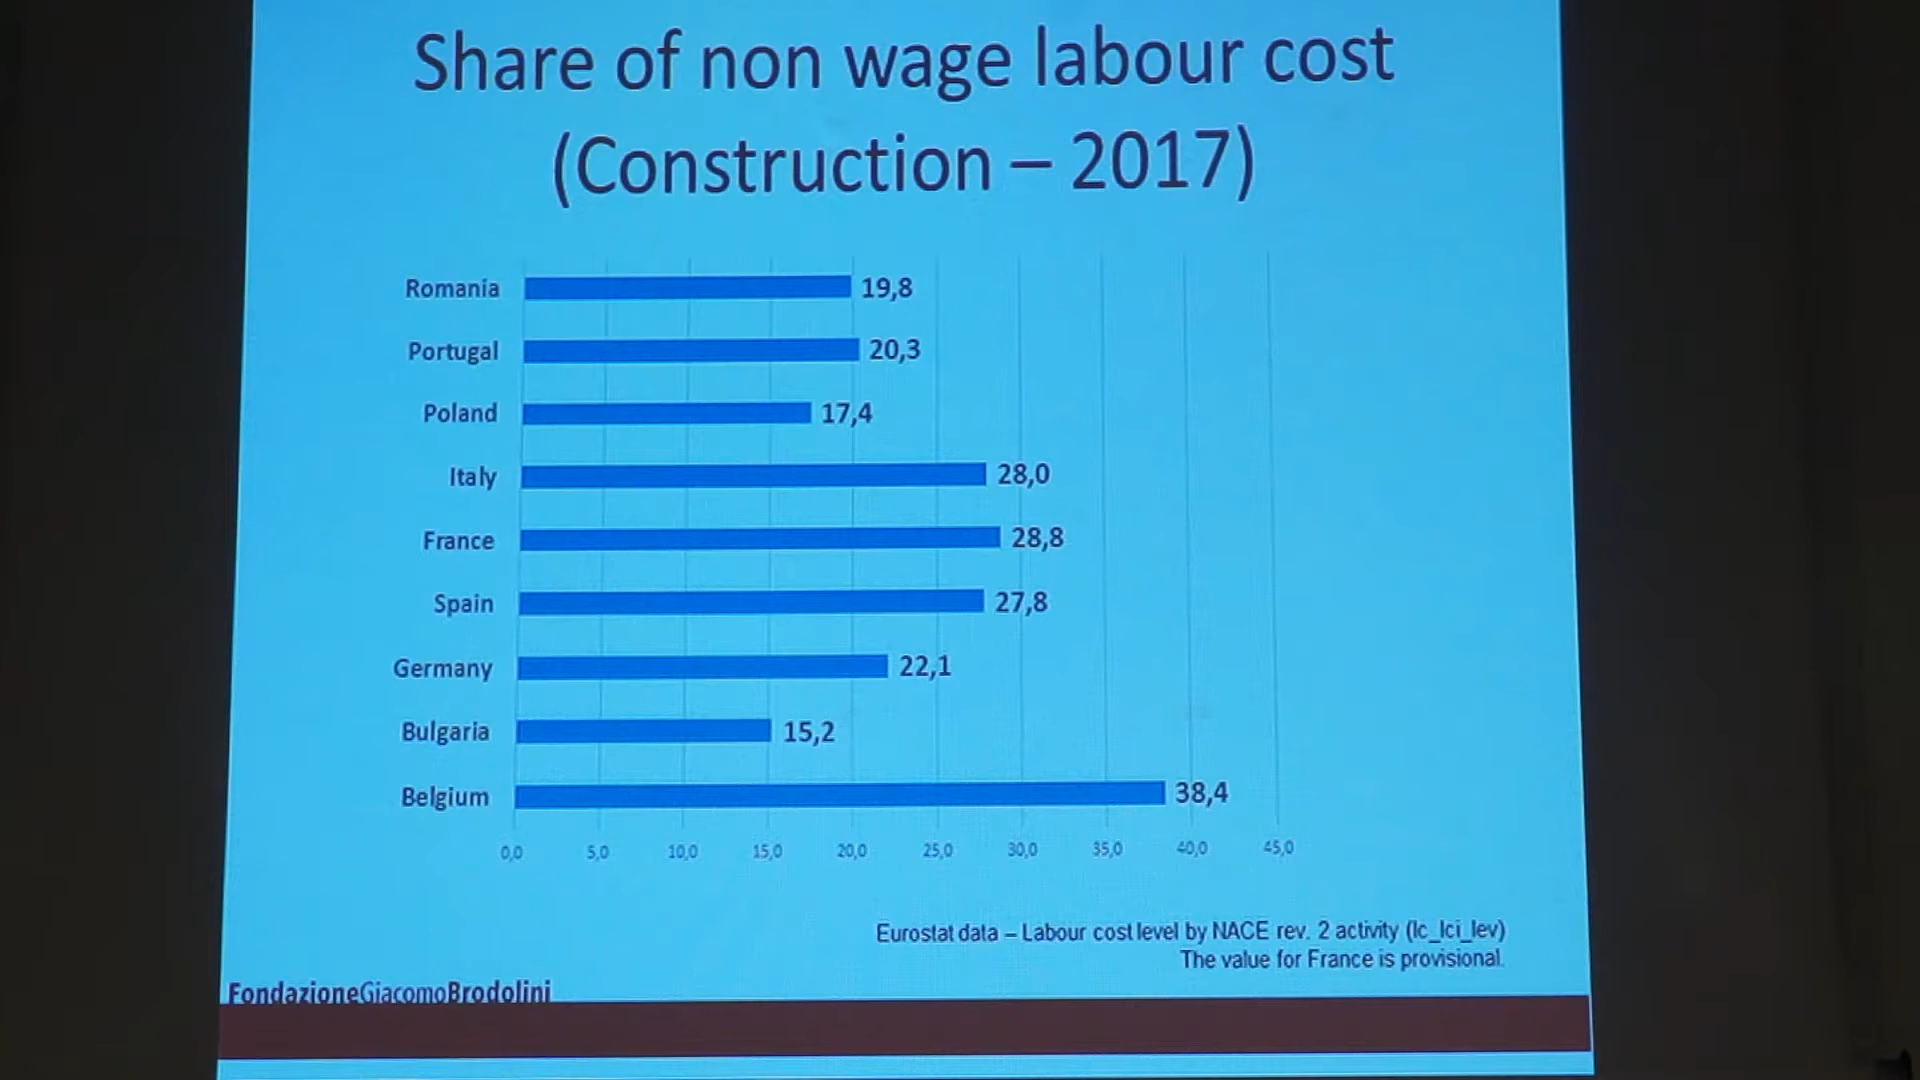 Share of non wage labour cost
(Construction – 2017)
Romania 19,8
Portugal 20,3
Poland 17,4
Italy 28,0
France 28,8
Spain 27,8
Germany 22,1
Bulgaria 15,2
Belgium 38,4
0,0 5,0 10,0 15,0 20,0 25,0 30,0 35,0 40,0 45,0
Eurostat data – Labour cost level by NACE rev. 2 activity (lc_lci_lev)
The value for France is provisional.
FondazioneGiacomoBrodolini